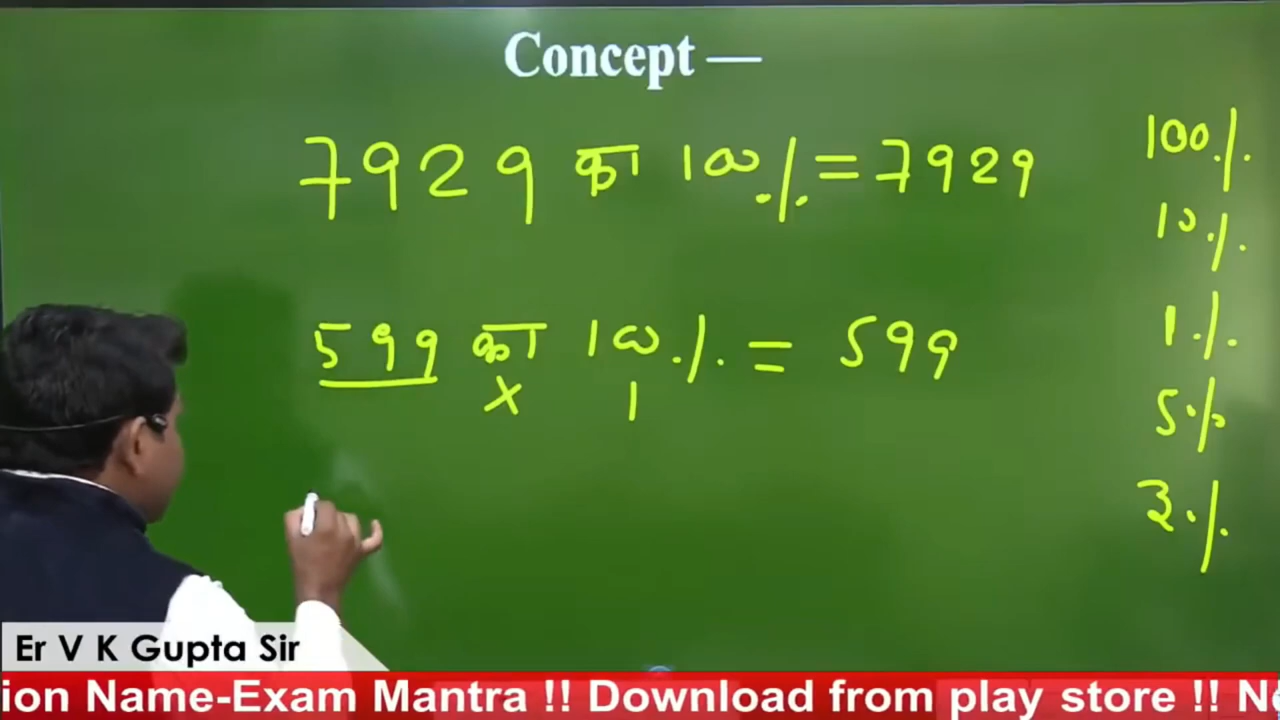 Concept —
7929 का 100% = 7929
599 का 100% = 599
x 1
100%
10%
1%
5%
2%
Er V K Gupta Sir
ion Name-Exam Mantra !! Download from play store !! N